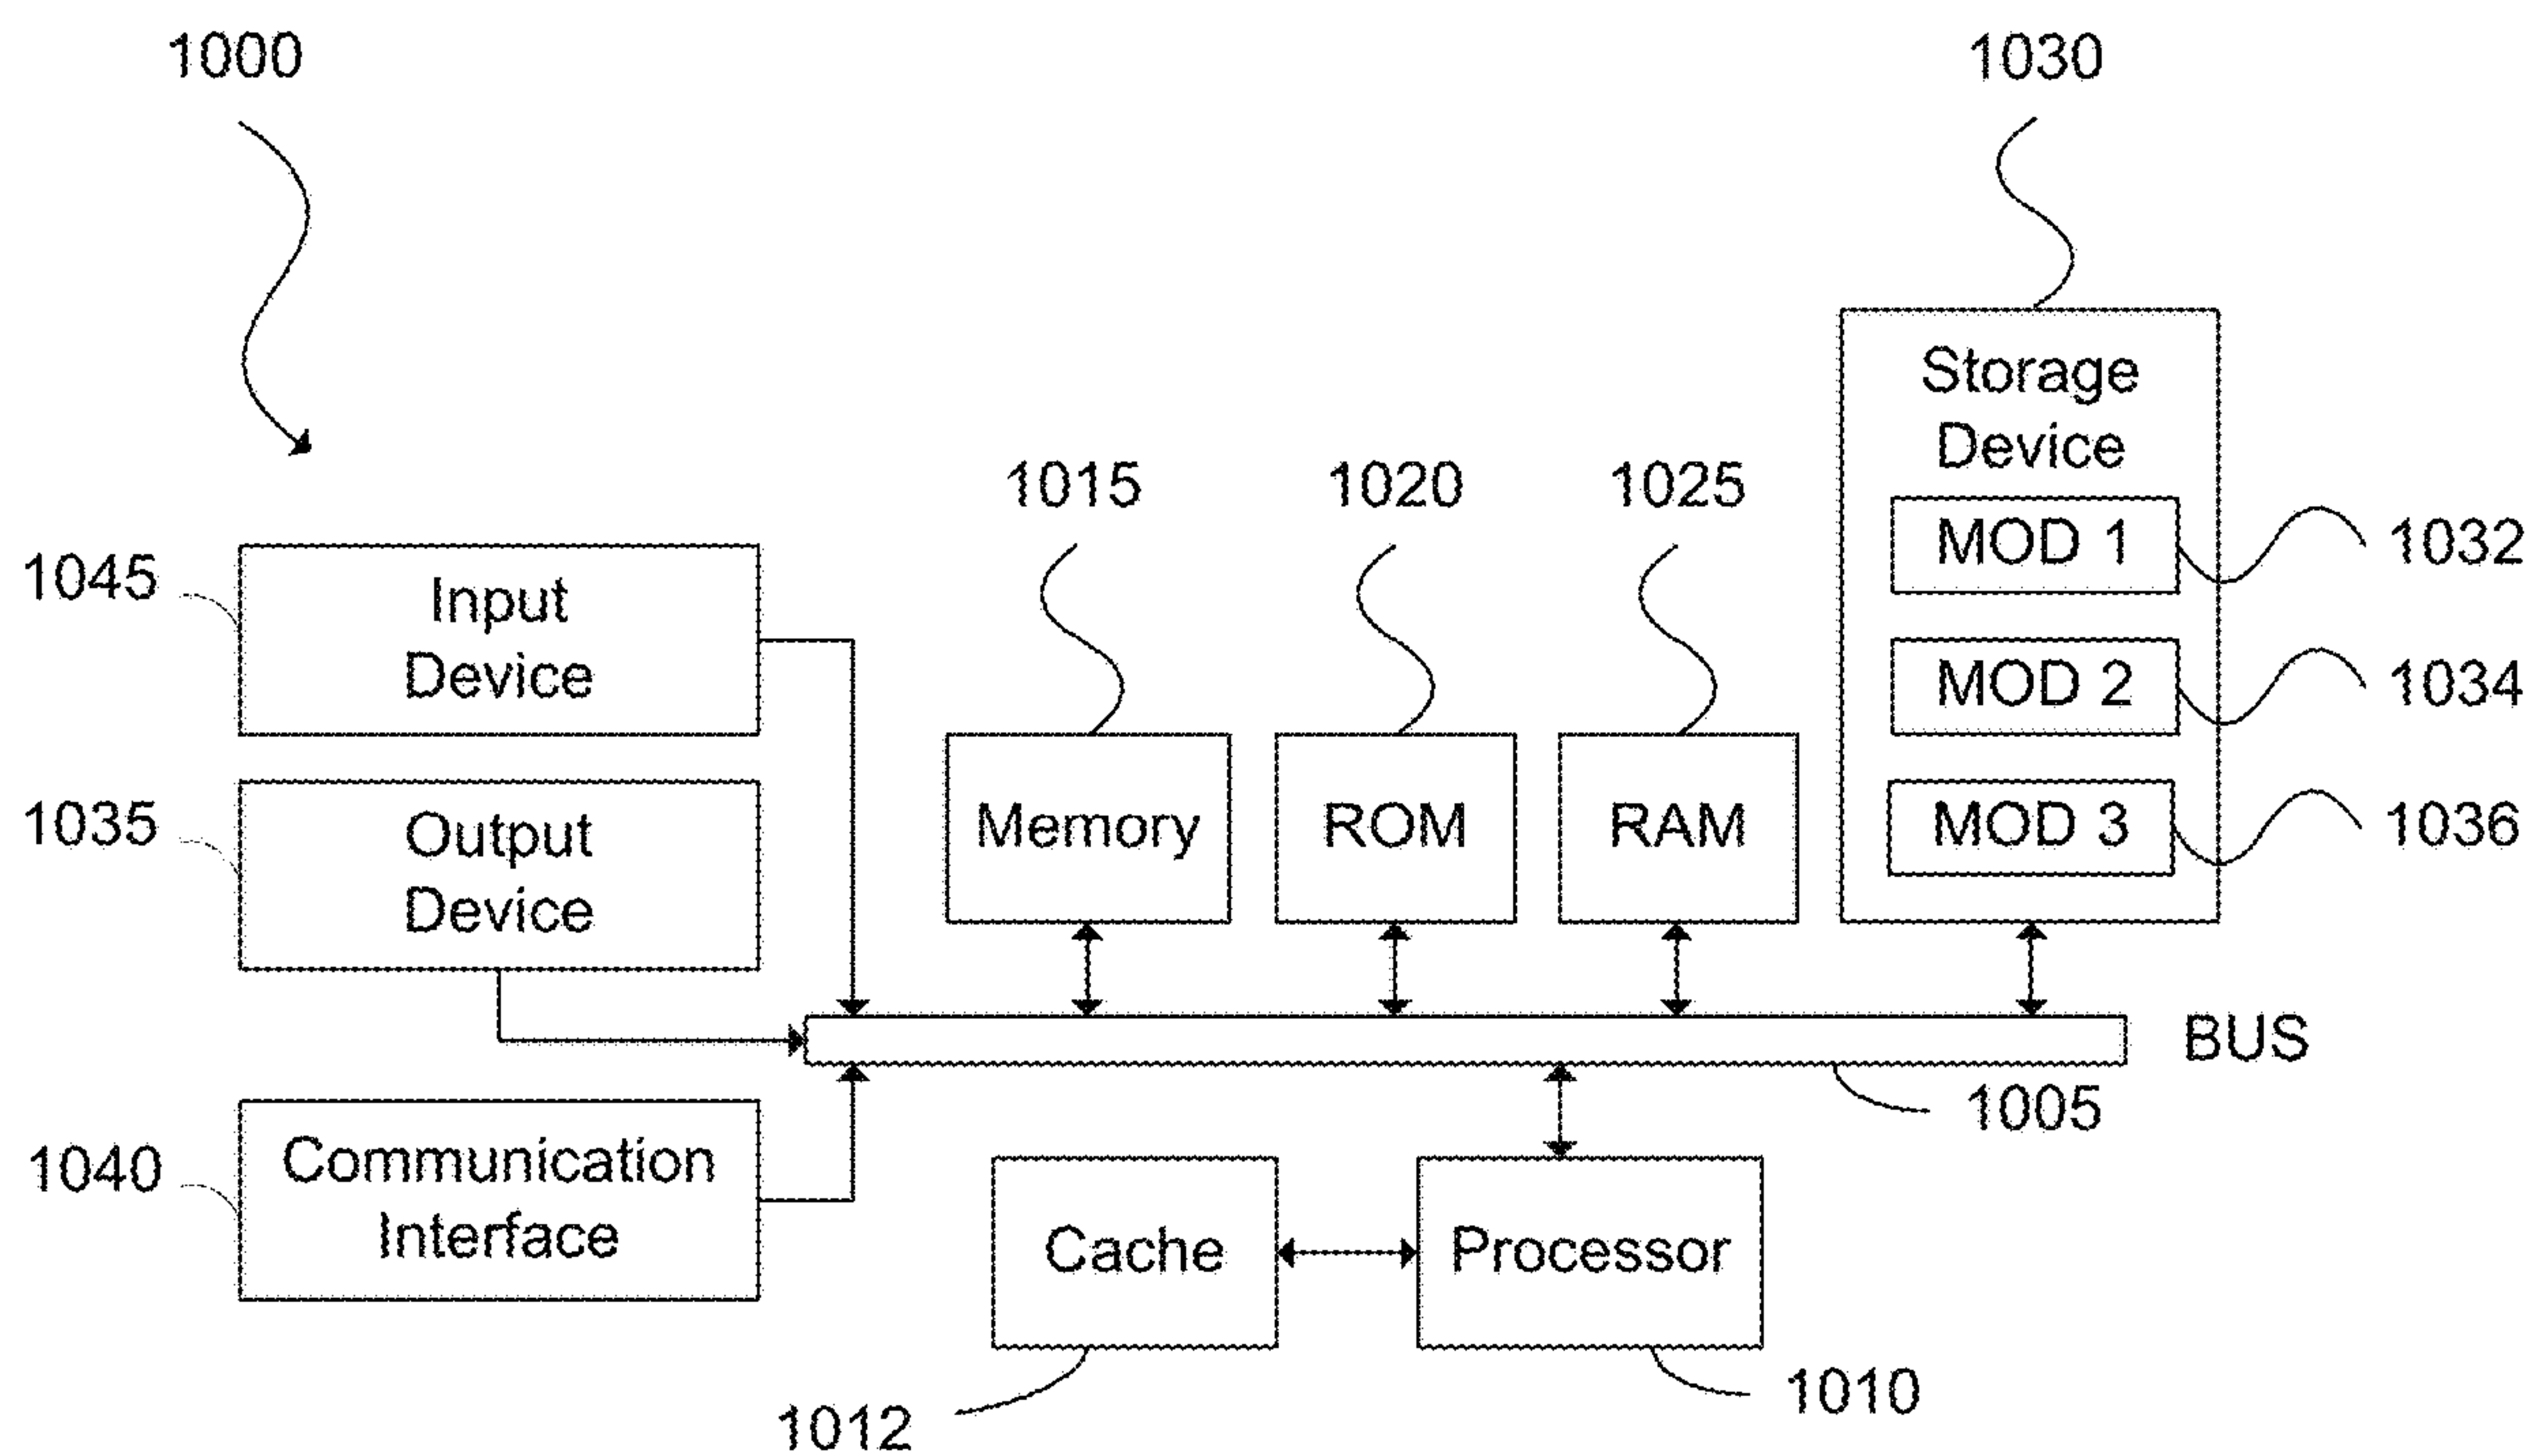 1000
1030
Storage
Device
1015
1020
1025
MOD 1
1032
1045
Input
Device
MOD 2
1034
1035
Output
Device
Memory
ROM
RAM
MOD 3
1036
BUS
1005
1040
Communication
Interface
Cache
Processor
1012
1010